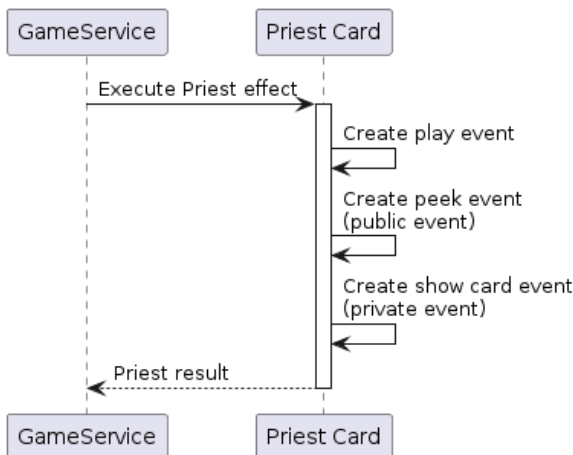 GameService
Priest Card
Execute Priest effect
Create play event
Create peek event
(public event)
Create show card event
(private event)
Priest result
GameService
Priest Card